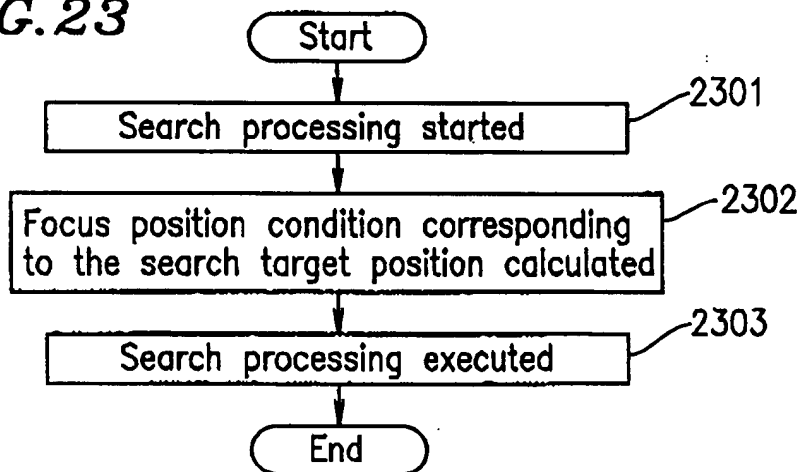 G.23
Start
2301
Search processing started
2302
Focus position condition corresponding
to the search target position calculated
2303
Search processing executed
End